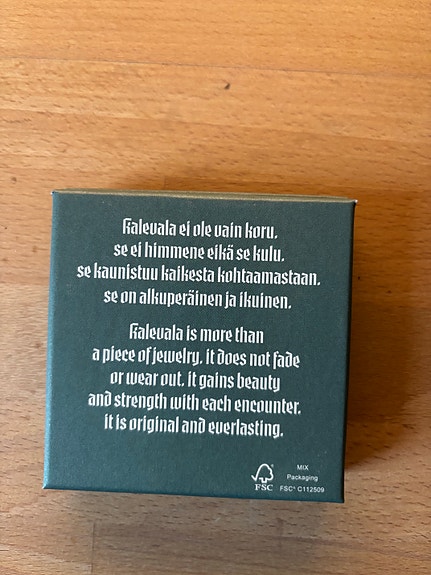 Kalevala ei ole vain koru.
se ei himmene eikä se kulu.
se kaunistuu kaikesta kohtaamastaan.
se on alkuperäinen ja ikuinen.
Kalevala is more than
a piece of jewelry. it does not fade
or wear out. it gains beauty
and strength with each encounter.
it is original and everlasting.
FSC
MIX
Packaging
FSC® C112509